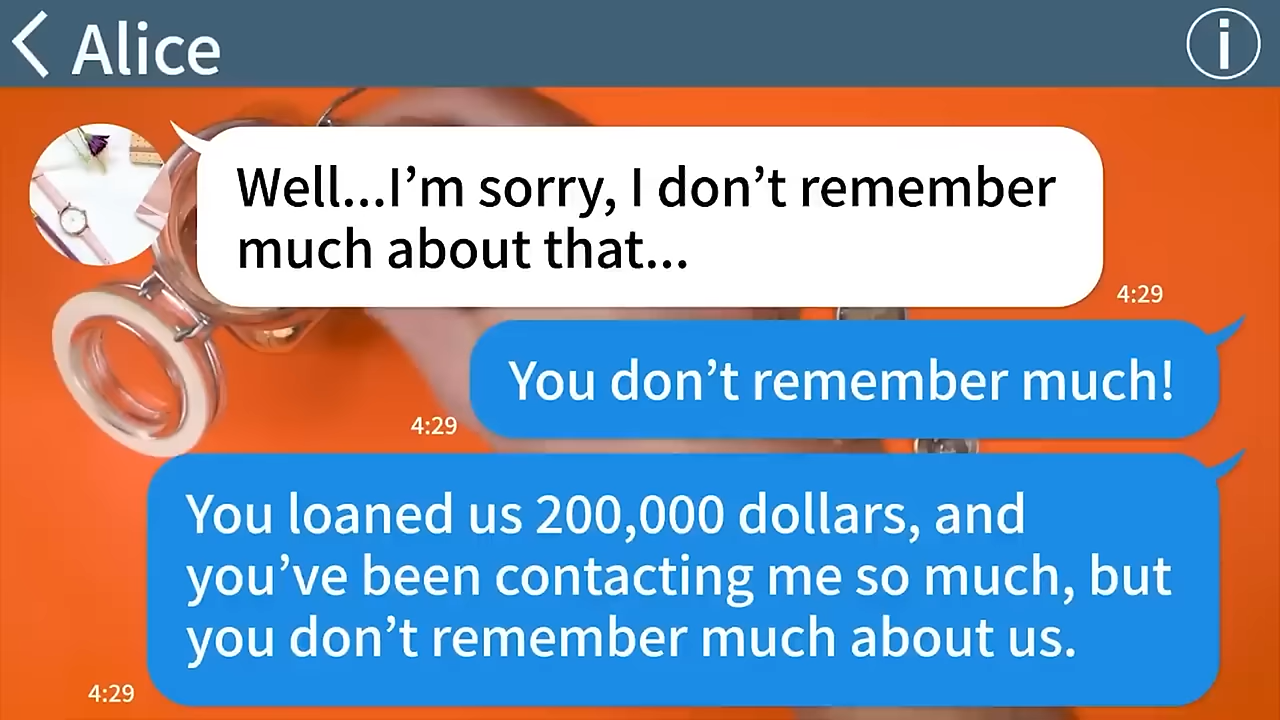 Alice
Well...I'm sorry, I don't remember
much about that...
4:29
You don't remember much!
4:29
You loaned us 200,000 dollars, and
you've been contacting me so much, but
you don't remember much about us.
4:29